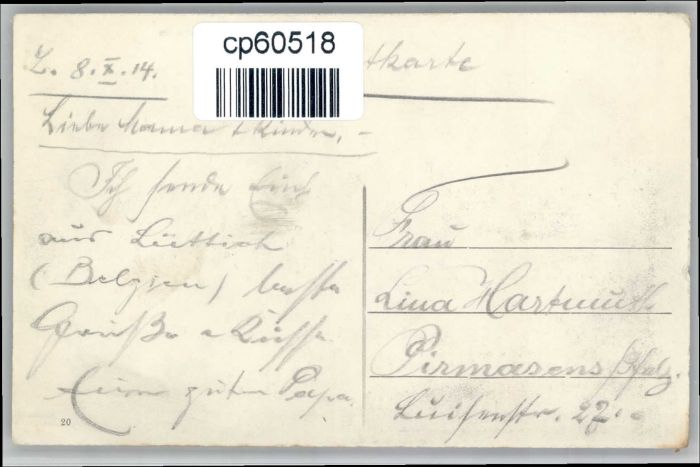 cp60518
L. 8. X. 14.
tkarte
Liebe Mama & Kinder, -
Ich sende Euch
aus Lüttich
(Belgien) beste
Grüße & Küsse
Euer guter Papa.
Frau
Lina Hartmuth
Pirmasens Pfalz.
Luisenstr. 27.
20